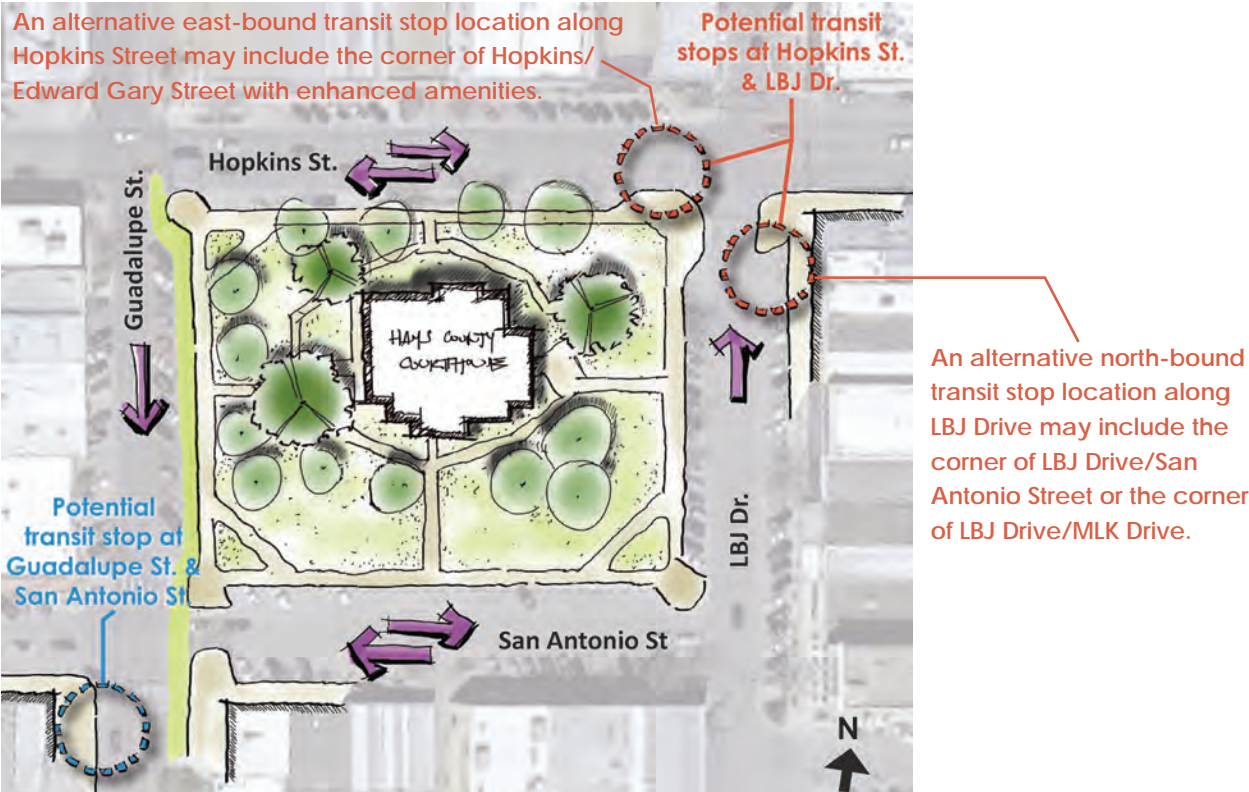 An alternative east-bound transit stop location along
Hopkins Street may include the corner of Hopkins/
Edward Gary Street with enhanced amenities.
Potential transit
stops at Hopkins St.
& LBJ Dr.
Hopkins St.
Guadalupe St.
HAYS COUNTY
COURTHOUSE
An alternative north-bound
transit stop location along
LBJ Drive may include the
corner of LBJ Drive/San
Antonio Street or the corner
of LBJ Drive/MLK Drive.
LBJ Dr.
Potential
transit stop at
Guadalupe St. &
San Antonio St.
San Antonio St
N